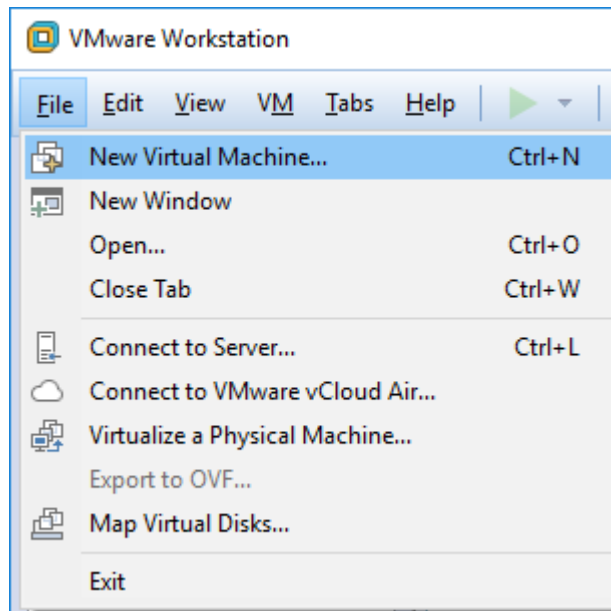 VMware Workstation
File Edit View VM Tabs Help
New Virtual Machine... Ctrl+N
New Window
Open... Ctrl+O
Close Tab Ctrl+W
Connect to Server... Ctrl+L
Connect to VMware vCloud Air...
Virtualize a Physical Machine...
Export to OVF...
Map Virtual Disks...
Exit